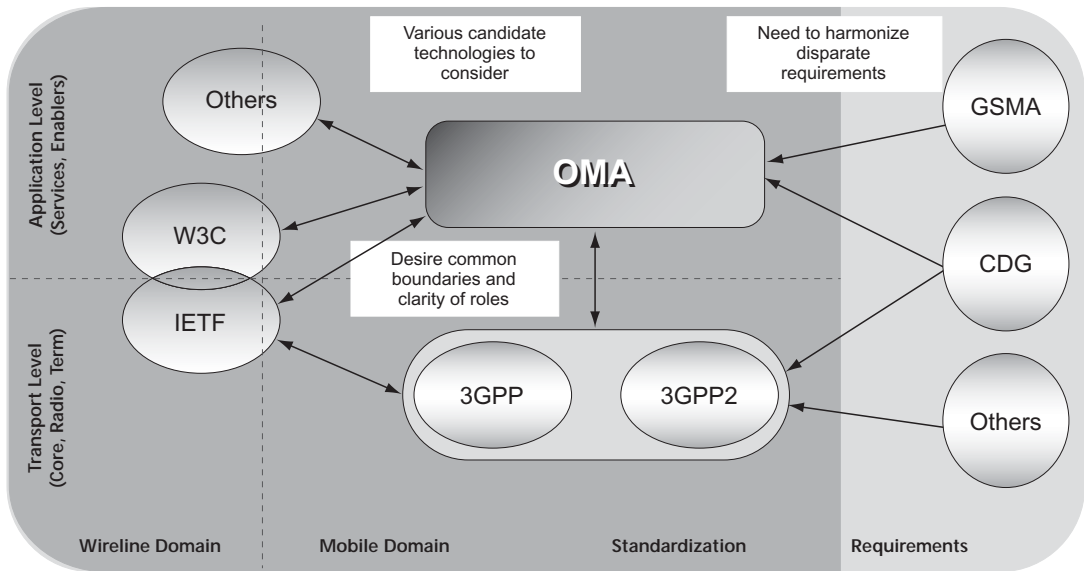 Various candidate
technologies to
consider
Need to harmonize
disparate
requirements
Others
GSMA
OMA
Application Level
(Services, Enablers)
W3C
Desire common
boundaries and
clarity of roles
CDG
IETF
Transport Level
(Core, Radio, Term)
3GPP
3GPP2
Others
Wireline Domain
Mobile Domain
Standardization
Requirements